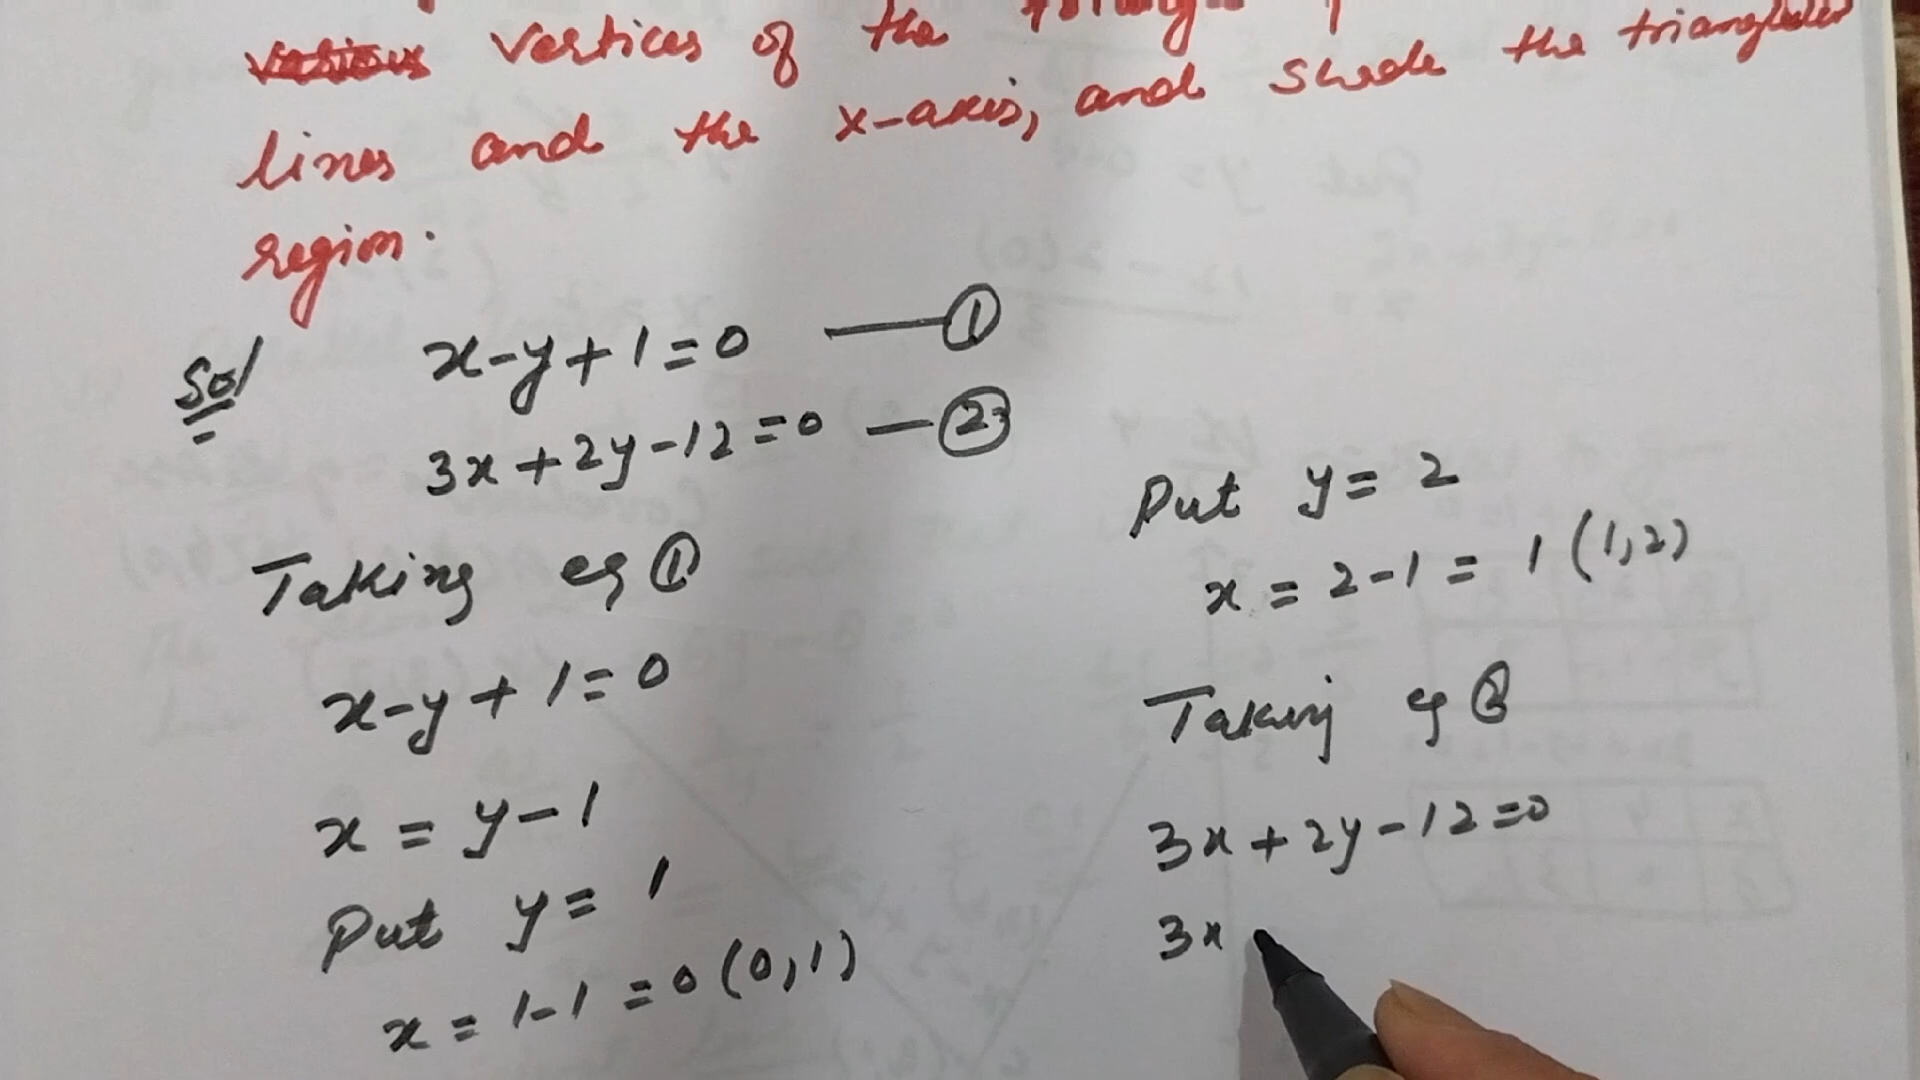 vertices of the triangle
lines and the x-axis, and shade the triangular
region.
Sol x-y+1=0 — ①
3x+2y-12=0 — ②
Taking eq ①
x-y+1=0
x = y-1
Put y = 1
x = 1-1 = 0 (0,1)
Put y = 2
x = 2-1 = 1 (1,2)
Taking eq ②
3x+2y-12=0
3x